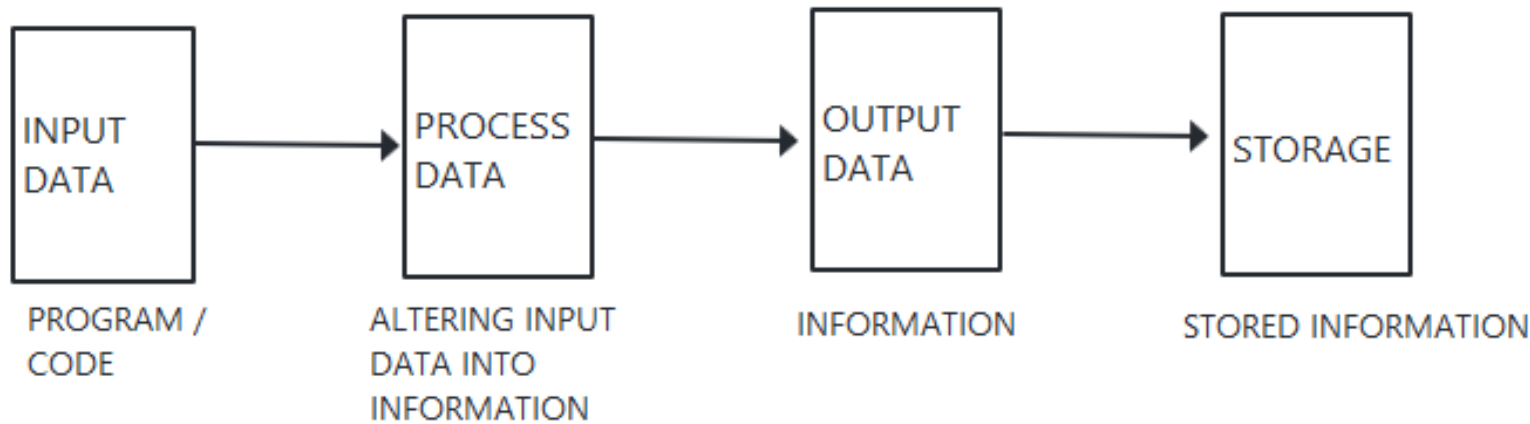 INPUT
DATA
PROCESS
DATA
OUTPUT
DATA
STORAGE
PROGRAM /
CODE
ALTERING INPUT
DATA INTO
INFORMATION
INFORMATION
STORED INFORMATION